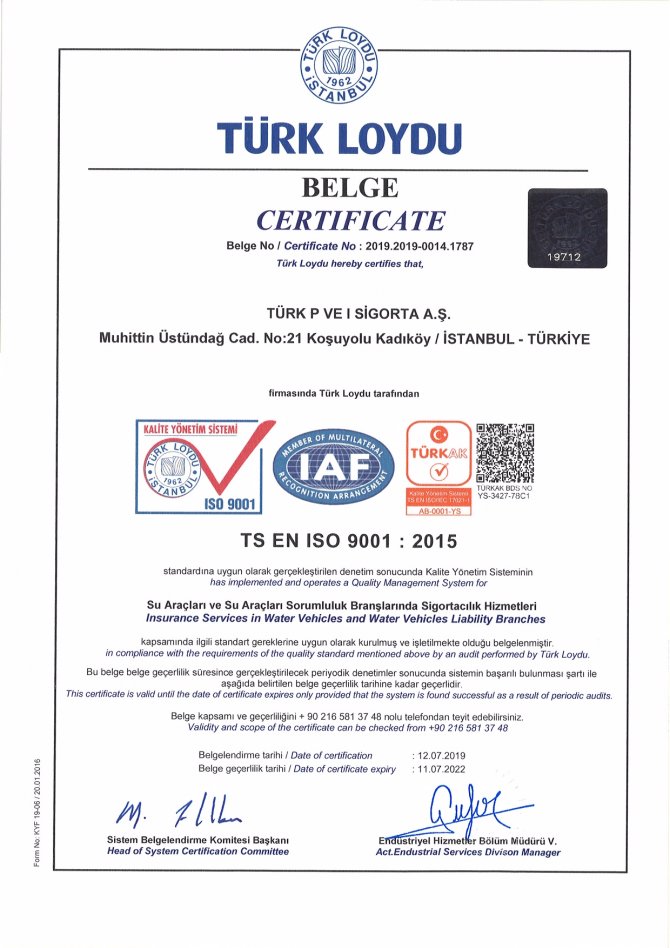 TÜRK LOYDU
1962
İSTANBUL
TÜRK LOYDU
BELGE
CERTIFICATE
Belge No / Certificate No : 2019.2019-0014.1787
Türk Loydu hereby certifies that,
19712
TÜRK P VE I SİGORTA A.Ş.
Muhittin Üstündağ Cad. No:21 Koşuyolu Kadıköy / İSTANBUL - TÜRKİYE
firmasında Türk Loydu tarafından
KALİTE YÖNETİM SİSTEMİ
TÜRK LOYDU
1962
İSTANBUL
ISO 9001
MEMBER OF MULTILATERAL
IAF
RECOGNITION ARRANGEMENT
TÜRKAK
Kalite Yönetim Sistemi
TS EN ISO/IEC 17021-1
AB-0001-YS
TÜRKAK BDS NO
YS-3427-78C1
TS EN ISO 9001 : 2015
standardına uygun olarak gerçekleştirilen denetim sonucunda Kalite Yönetim Sisteminin
has implemented and operates a Quality Management System for
Su Araçları ve Su Araçları Sorumluluk Branşlarında Sigortacılık Hizmetleri
Insurance Services in Water Vehicles and Water Vehicles Liability Branches
kapsamında ilgili standart gereklerine uygun olarak kurulmuş ve işletilmekte olduğu belgelenmiştir.
in compliance with the requirements of the quality standard mentioned above by an audit performed by Türk Loydu.
Bu belge belge geçerlilik süresince gerçekleştirilecek periyodik denetimler sonucunda sistemin başarılı bulunması şartı ile
aşağıda belirtilen belge geçerlilik tarihine kadar geçerlidir.
This certificate is valid until the date of certificate expires only provided that the system is found successful as a result of periodic audits.
Belge kapsamı ve geçerliliğini + 90 216 581 37 48 nolu telefondan teyit edebilirsiniz.
Validity and scope of the certificate can be checked from +90 216 581 37 48
Belgelendirme tarihi / Date of certification : 12.07.2019
Belge geçerlilik tarihi / Date of certificate expiry : 11.07.2022
Sistem Belgelendirme Komitesi Başkanı
Head of System Certification Committee
Endüstriyel Hizmetler Bölüm Müdürü V.
Act.Endustrial Services Divison Manager
Form No: KYF 19-06 / 20.01.2016